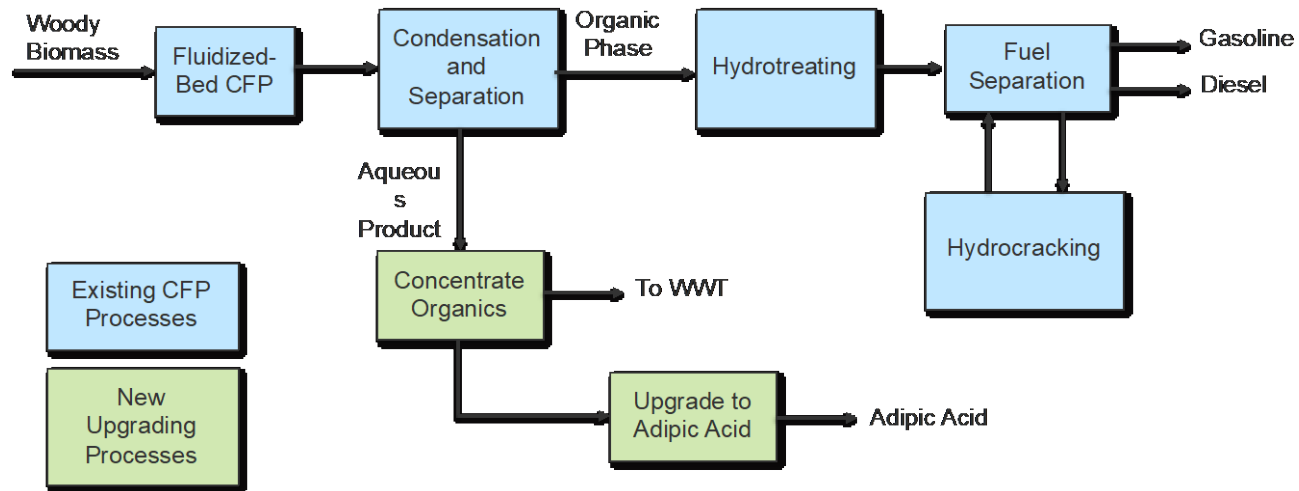 Woody
Biomass
Fluidized-
Bed CFP
Condensation
and
Separation
Organic
Phase
Hydrotreating
Fuel
Separation
Gasoline
Diesel
Aqueou
s
Product
Hydrocracking
Concentrate
Organics
To WWT
Existing CFP
Processes
New
Upgrading
Processes
Upgrade to
Adipic Acid
Adipic Acid